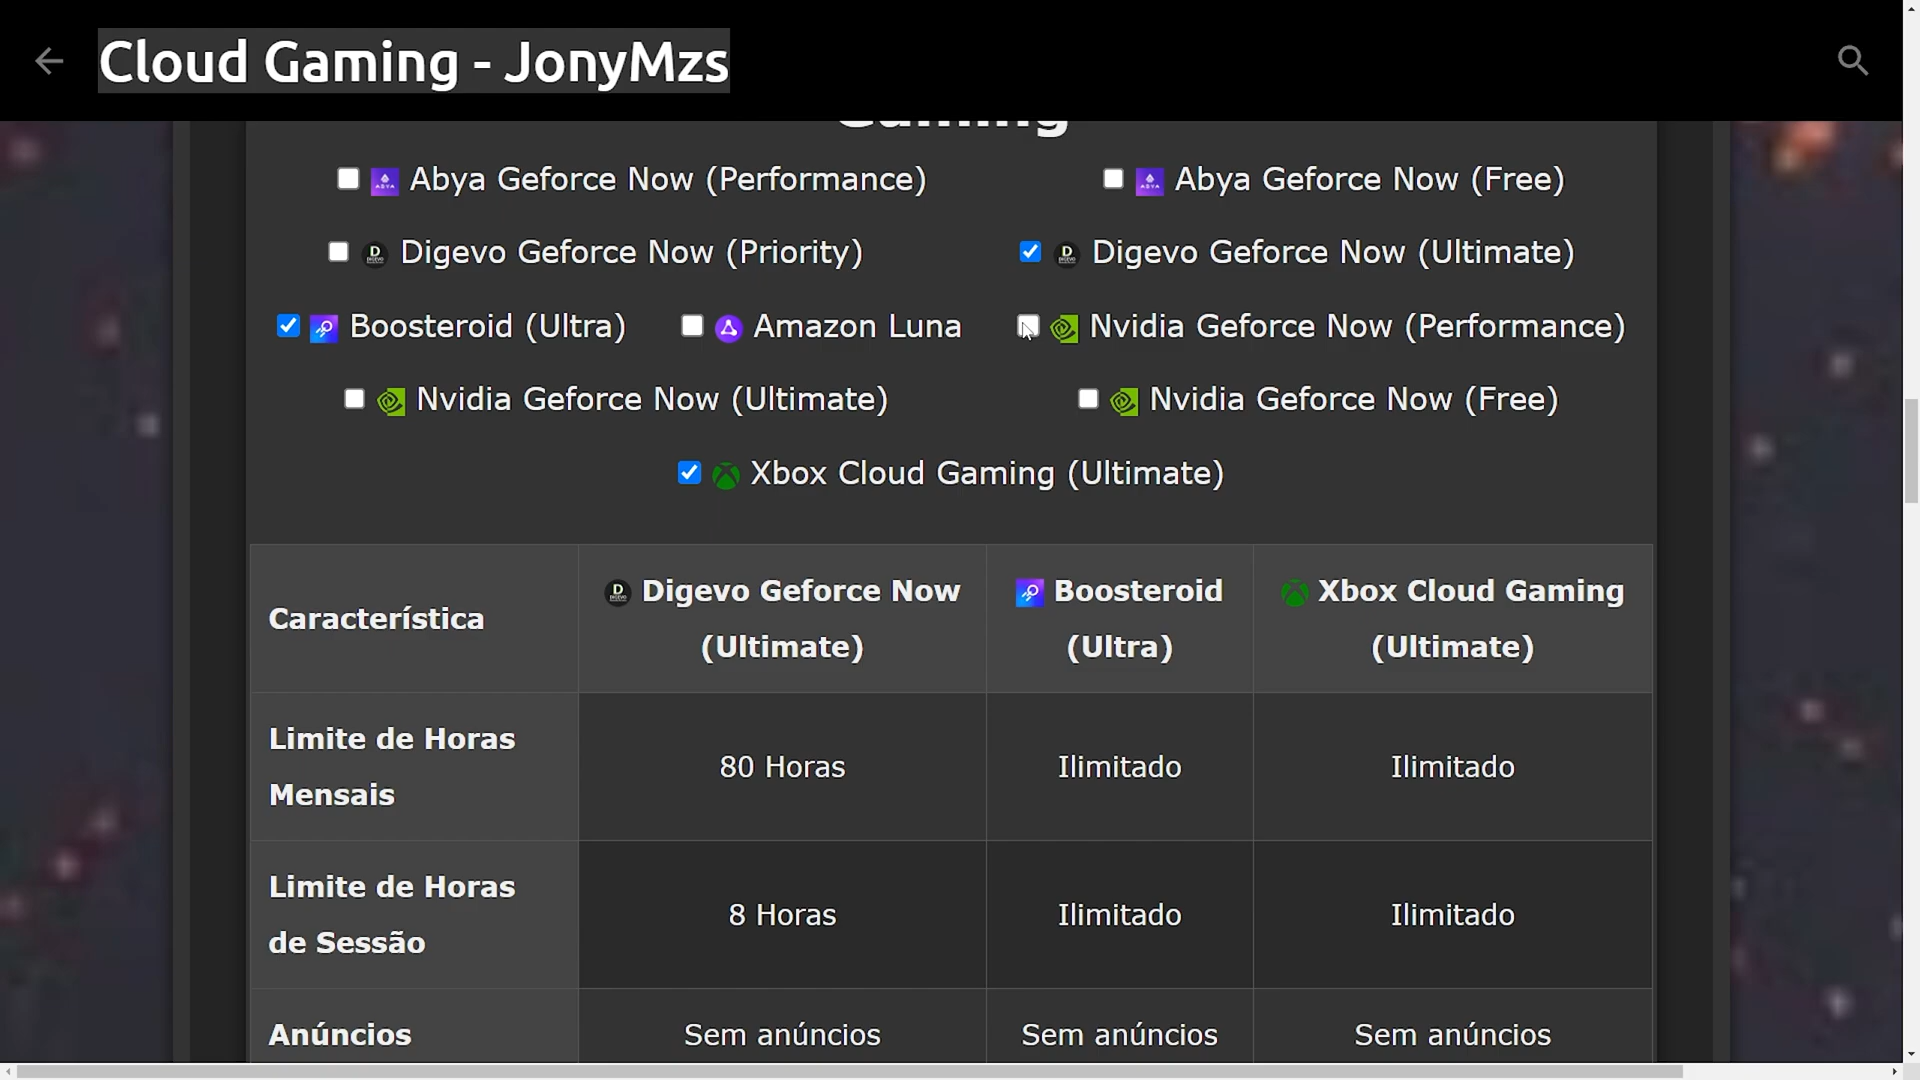 Cloud Gaming - JonyMzs
Gaming
Abya Geforce Now (Performance)
Abya Geforce Now (Free)
Digevo Geforce Now (Priority)
Digevo Geforce Now (Ultimate)
Boosteroid (Ultra)
Amazon Luna
Nvidia Geforce Now (Performance)
Nvidia Geforce Now (Ultimate)
Nvidia Geforce Now (Free)
Xbox Cloud Gaming (Ultimate)
Característica
Digevo Geforce Now
(Ultimate)
Boosteroid
(Ultra)
Xbox Cloud Gaming
(Ultimate)
Limite de Horas
Mensais
80 Horas
Ilimitado
Ilimitado
Limite de Horas
de Sessão
8 Horas
Ilimitado
Ilimitado
Anúncios
Sem anúncios
Sem anúncios
Sem anúncios